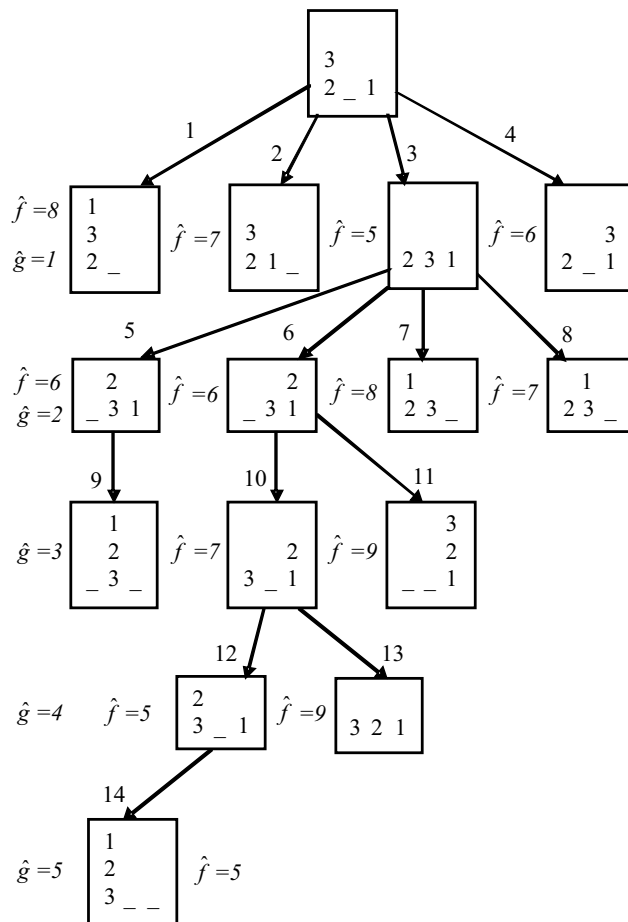 3
2 _ 1
1 2 3 4
f̂ =8 1
3
ĝ =1 2 _
f̂ =7 3
2 1 _
f̂ =5 2 3 1
f̂ =6 3
2 _ 1
5 6 7 8
f̂ =6 2
ĝ =2 _ 3 1
f̂ =6 2
_ 3 1
f̂ =8 1
2 3 _
f̂ =7 1
2 3 _
9 10 11
ĝ =3 1
2
_ 3 _
f̂ =7 2
3 _ 1
f̂ =9 3
2
_ _ 1
12 13
ĝ =4 f̂ =5 2
3 _ 1
f̂ =9 3 2 1
14
ĝ =5 1
2
3 _ _
f̂ =5